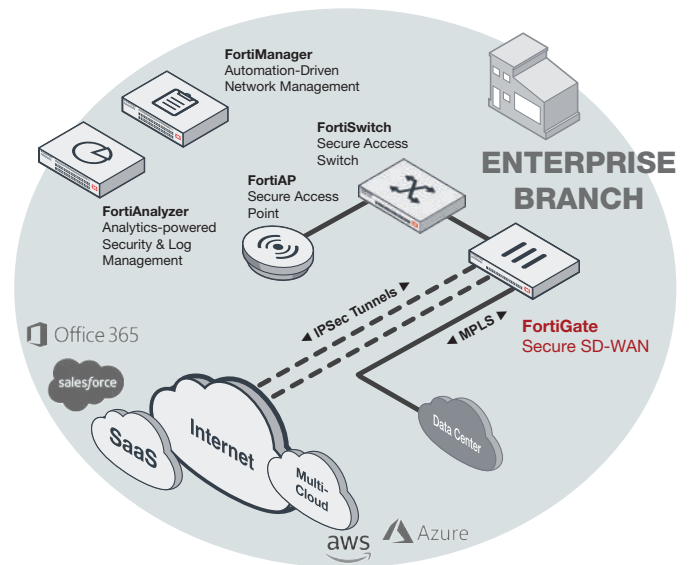 FortiManager
Automation-Driven
Network Management
FortiSwitch
Secure Access
Switch
ENTERPRISE
BRANCH
FortiAP
Secure Access
Point
FortiAnalyzer
Analytics-powered
Security & Log
Management
◀ IPSec Tunnels ▶
◀ MPLS ▶
FortiGate
Secure SD-WAN
Office 365
salesforce
SaaS
Internet
Multi-
Cloud
Data Center
aws
Azure